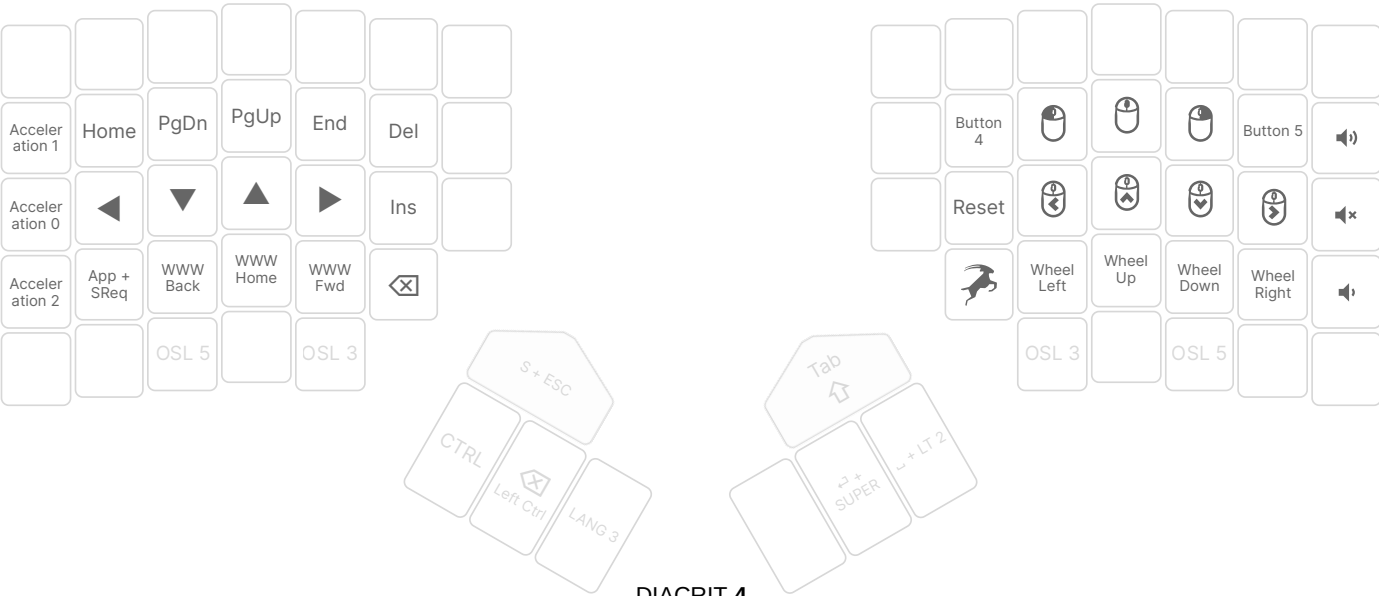 Acceler
ation 1
Home
PgDn
PgUp
End
Del
Button
4
Button 5
Acceler
ation 0
Ins
Reset
Acceler
ation 2
App +
SReq
WWW
Back
WWW
Home
WWW
Fwd
Wheel
Left
Wheel
Up
Wheel
Down
Wheel
Right
OSL 5
OSL 3
OSL 3
OSL 5
S + ESC
Tab
CTRL
Left Ctrl
LANG 3
⏎ +
SUPER
⎵ + LT 2
DIACRIT 4